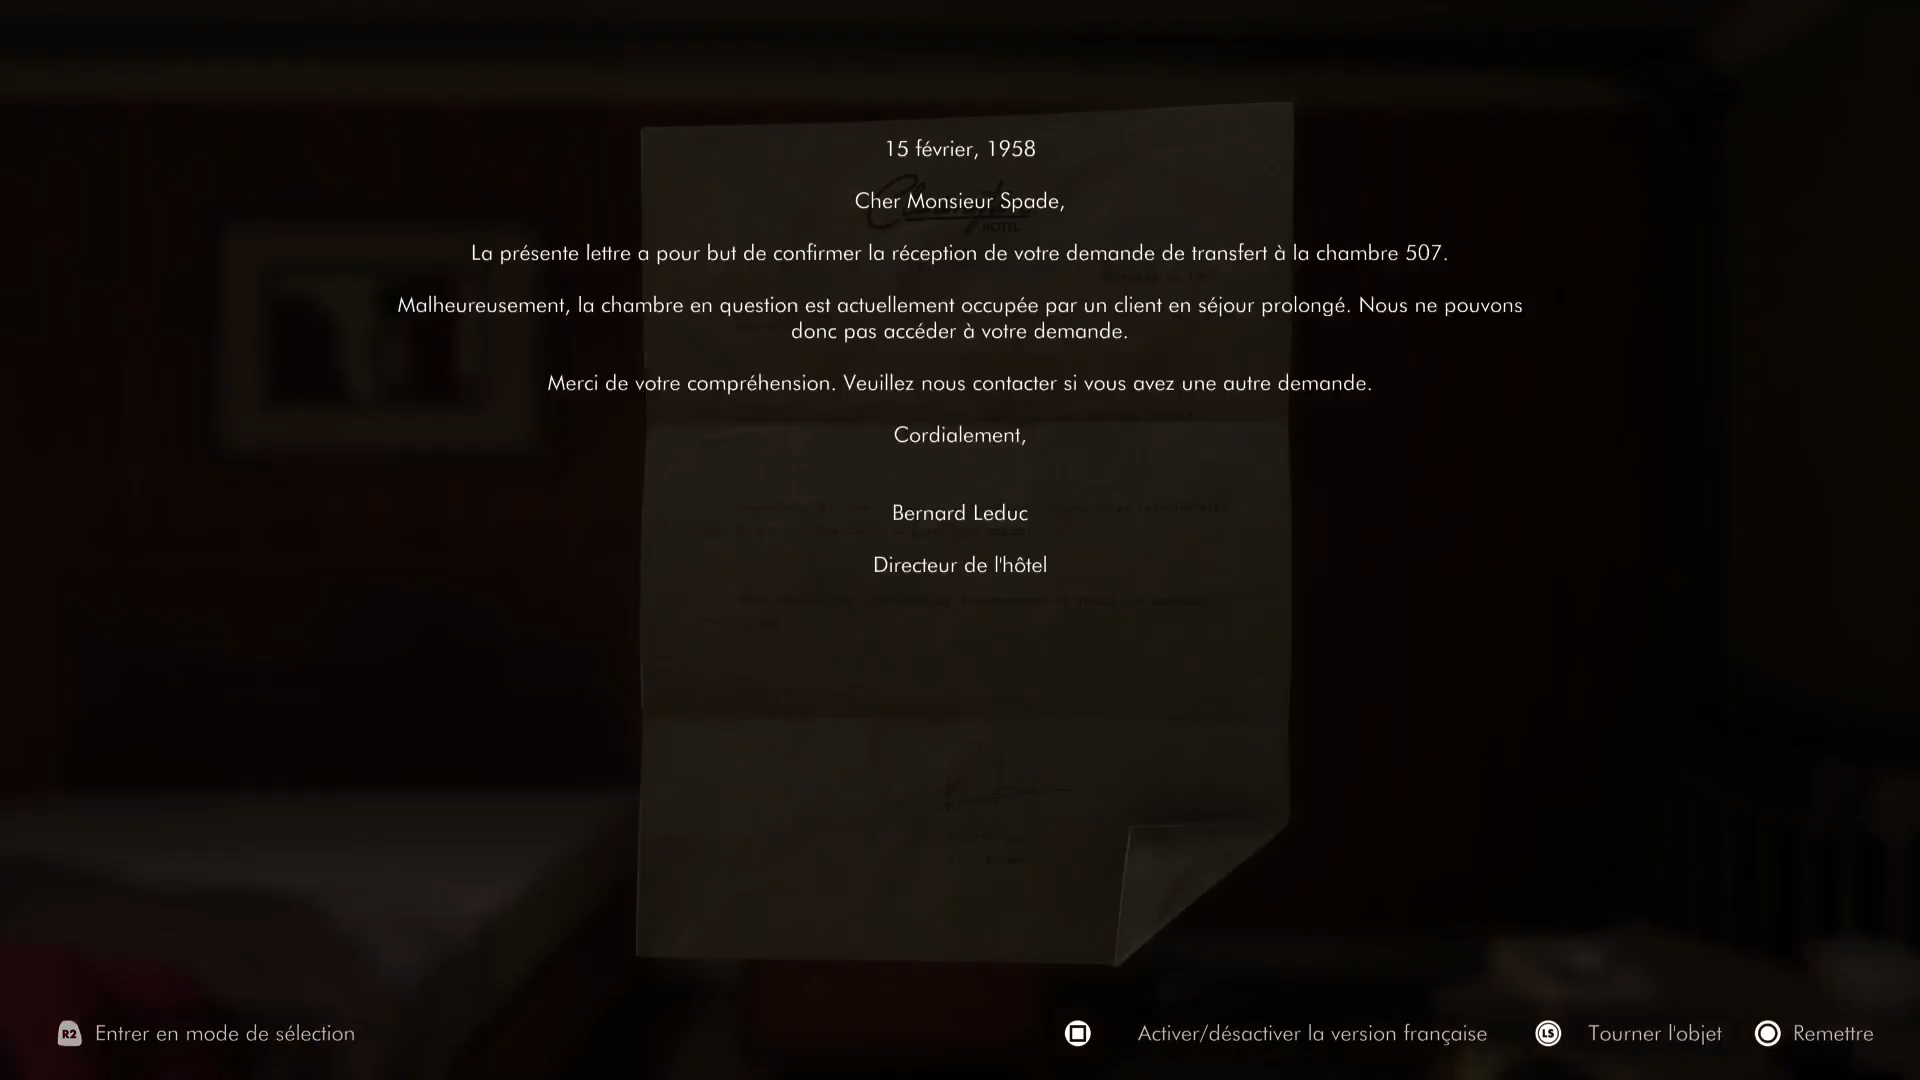 15 février, 1958
Cher Monsieur Spade,
HOTEL
La présente lettre a pour but de confirmer la réception de votre demande de transfert à la chambre 507.
Malheureusement, la chambre en question est actuellement occupée par un client en séjour prolongé. Nous ne pouvons
donc pas accéder à votre demande.
Merci de votre compréhension. Veuillez nous contacter si vous avez une autre demande.
Cordialement,
Bernard Leduc
Directeur de l'hôtel
R2 Entrer en mode de sélection
Activer/désactiver la version française
LS Tourner l'objet
Remettre